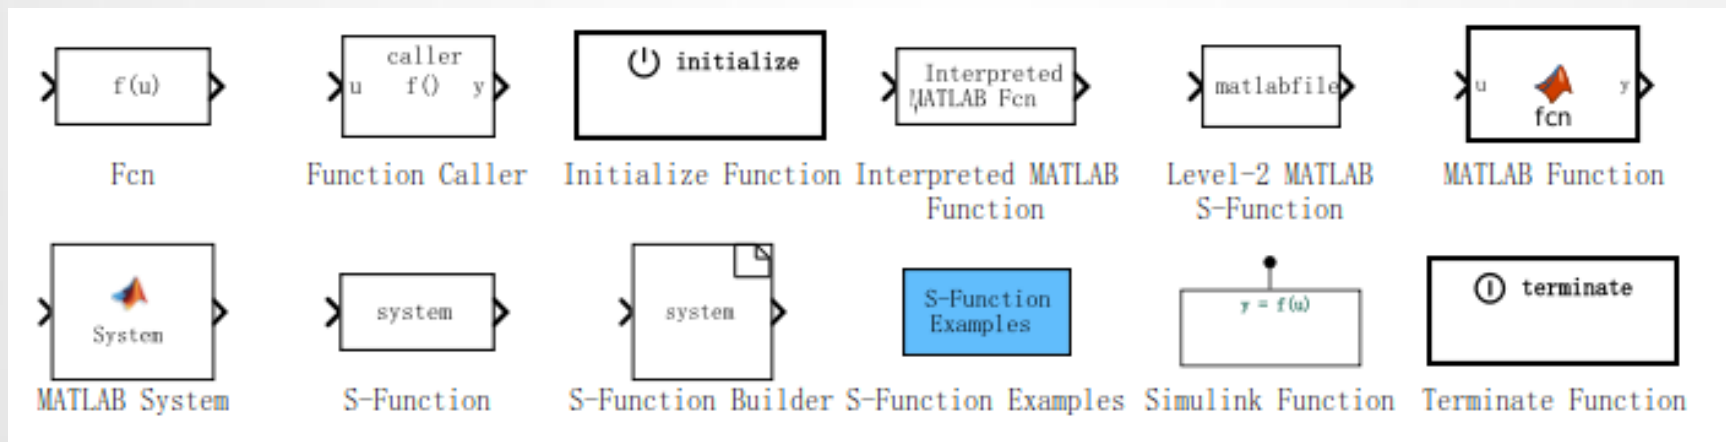 f(u)
caller
u f() y
initialize
Interpreted
MATLAB Fcn
matlabfile
u y
fcn
Fcn
Function Caller
Initialize Function
Interpreted MATLAB
Function
Level-2 MATLAB
S-Function
MATLAB Function
System
system
system
S-Function
Examples
y = f(u)
terminate
MATLAB System
S-Function
S-Function Builder
S-Function Examples
Simulink Function
Terminate Function